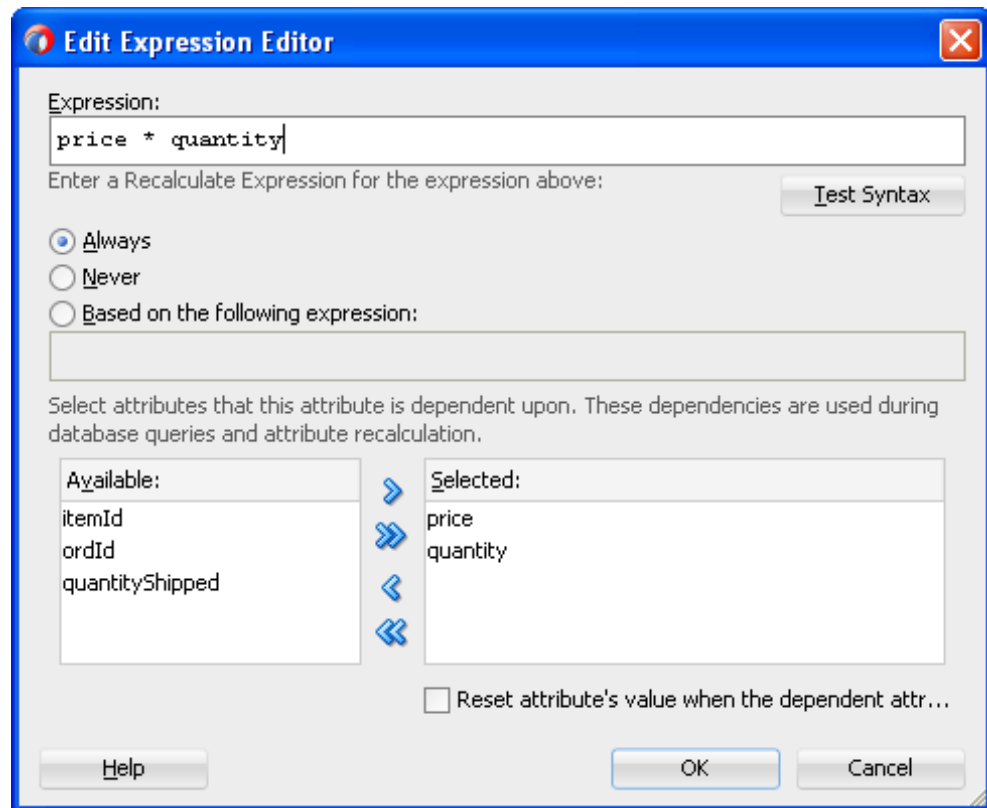 Edit Expression Editor
Expression:
price * quantity
Enter a Recalculate Expression for the expression above:
Test Syntax
Always
Never
Based on the following expression:
Select attributes that this attribute is dependent upon. These dependencies are used during
database queries and attribute recalculation.
Available:
itemId
ordId
quantityShipped
Selected:
price
quantity
Reset attribute's value when the dependent attr...
Help
OK
Cancel